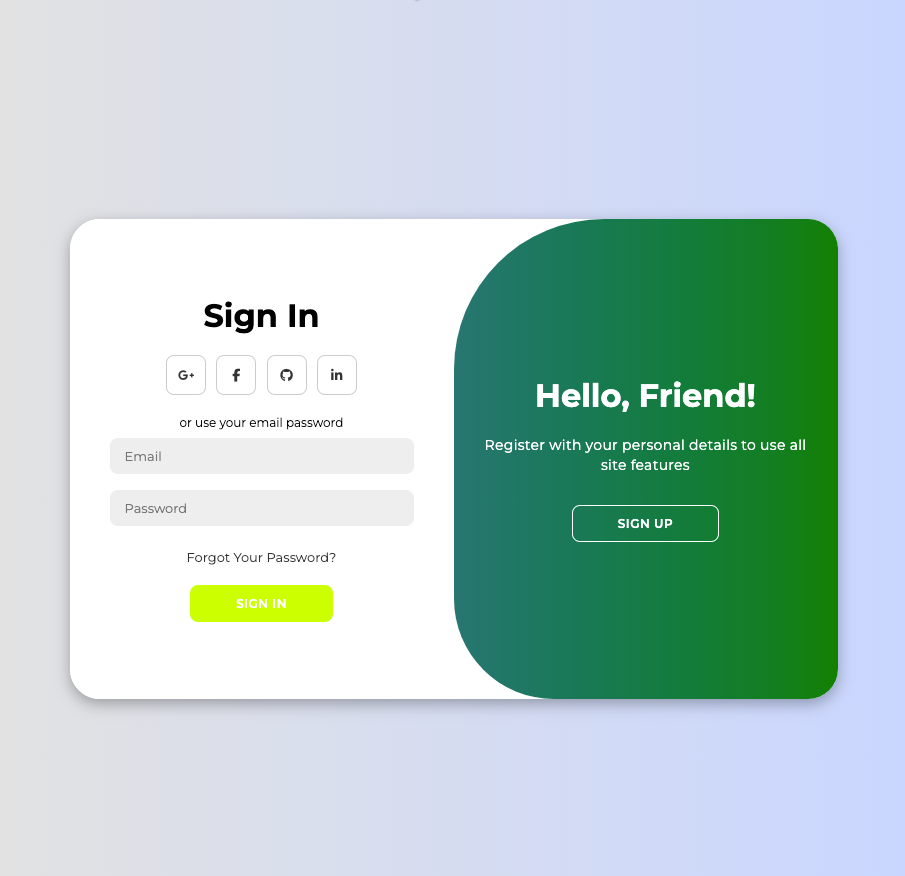 Sign In
G+ f in
or use your email password
Email
Password
Forgot Your Password?
SIGN IN
Hello, Friend!
Register with your personal details to use all
site features
SIGN UP